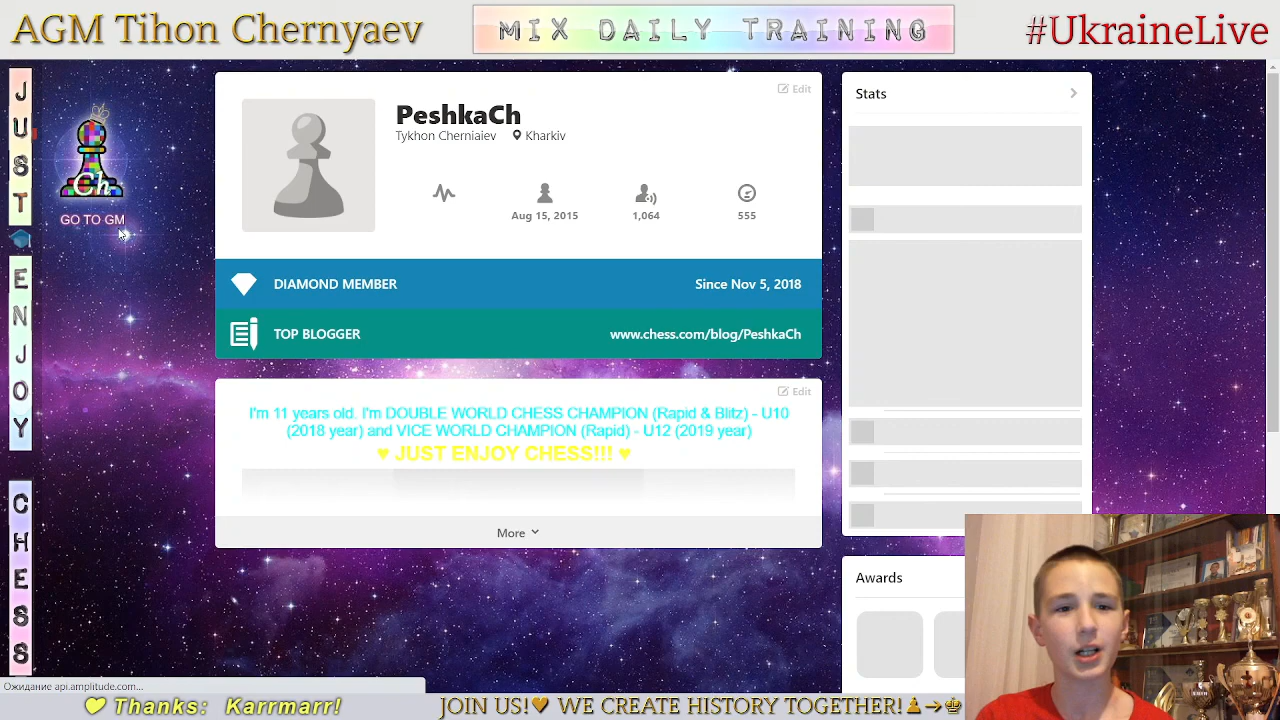 AGM Tihon Chernyaev
MIX DAILY TRAINING
#UkraineLive
JUST
ENJOY
CHESS
Ch
GO TO GM
Edit
PeshkaCh
Tykhon Cherniaiev Kharkiv
Aug 15, 2015
1,064
555
DIAMOND MEMBER Since Nov 5, 2018
TOP BLOGGER www.chess.com/blog/PeshkaCh
Edit
I'm 11 years old. I'm DOUBLE WORLD CHESS CHAMPION (Rapid & Blitz) - U10
(2018 year) and VICE WORLD CHAMPION (Rapid) - U12 (2019 year)
♥ JUST ENJOY CHESS!!! ♥
More
Stats
Awards
Ожидание api.amplitude.com...
Thanks: Karrmarr!
JOIN US!♥ WE CREATE HISTORY TOGETHER!♟→♚